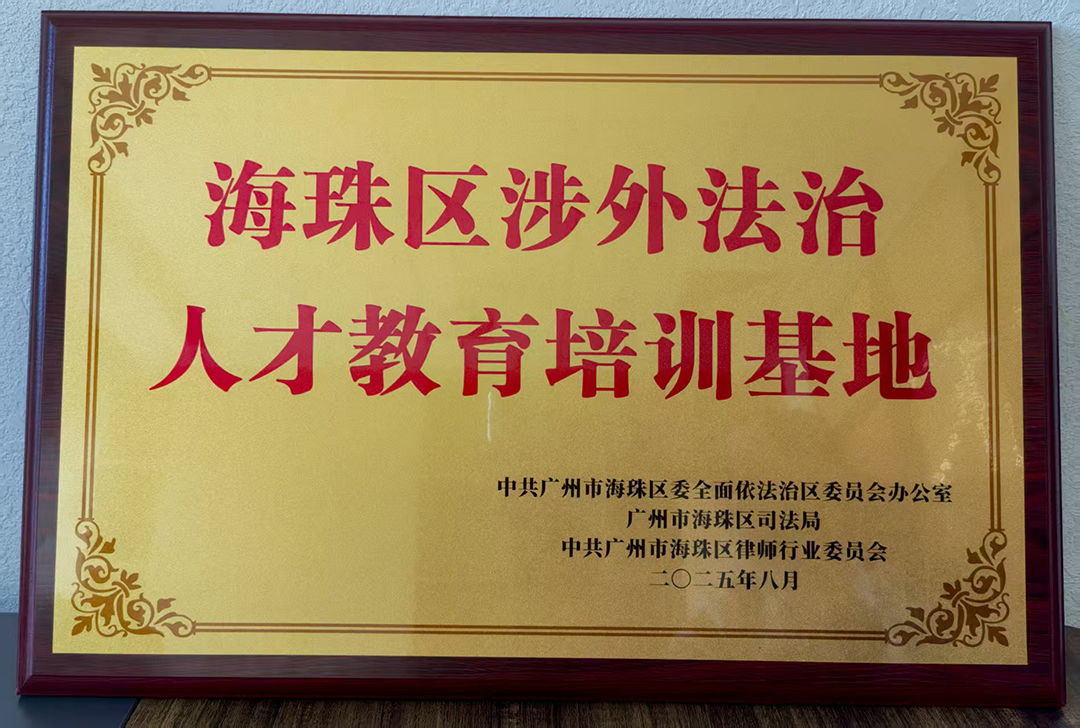 海珠区涉外法治
人才教育培训基地
中共广州市海珠区委全面依法治区委员会办公室
广州市海珠区司法局
中共广州市海珠区律师行业委员会
二〇二五年八月